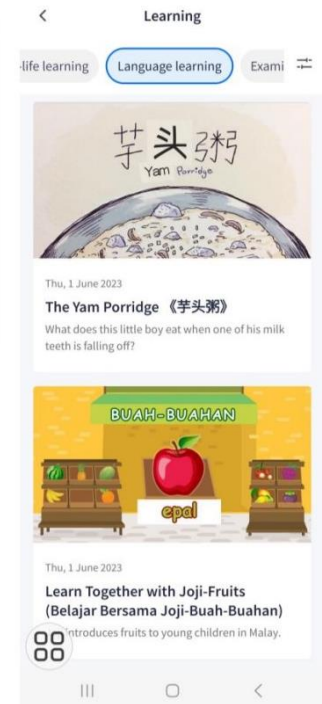 Learning
-life learning
Language learning
Exami
芋头粥
Yam Porridge
Thu, 1 June 2023
The Yam Porridge 《芋头粥》
What does this little boy eat when one of his milk
teeth is falling off?
BUAH-BUAHAN
epal
Thu, 1 June 2023
Learn Together with Joji-Fruits
(Belajar Bersama Joji-Buah-Buahan)
introduces fruits to young children in Malay.